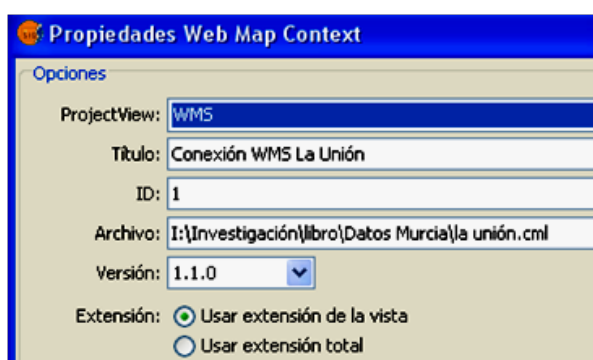 Propiedades Web Map Context
Opciones
ProjectView: WMS
Título: Conexión WMS La Unión
ID: 1
Archivo: I:\Investigación\libro\Datos Murcia\la unión.cml
Versión: 1.1.0
Extensión: Usar extensión de la vista
Usar extensión total